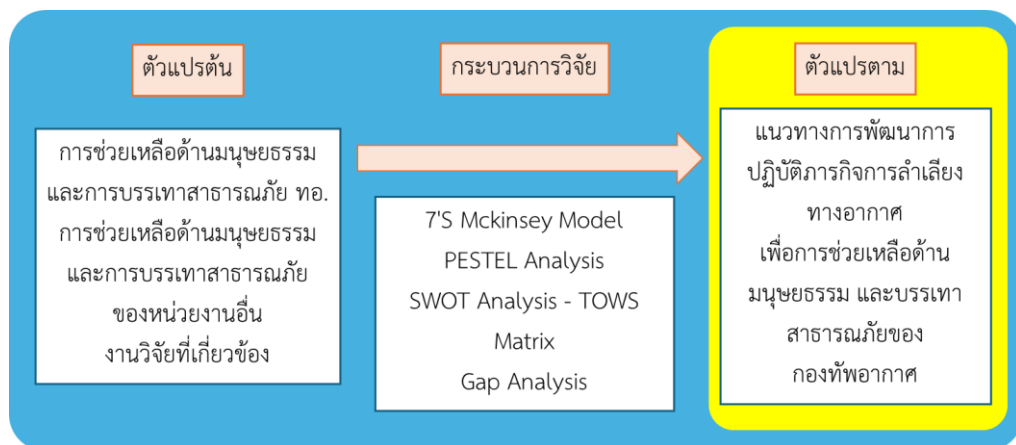 ตัวแปรต้น
การช่วยเหลือด้านมนุษยธรรม
และการบรรเทาสาธารณภัย ทอ.
การช่วยเหลือด้านมนุษยธรรม
และการบรรเทาสาธารณภัย
ของหน่วยงานอื่น
งานวิจัยที่เกี่ยวข้อง
กระบวนการวิจัย
7'S Mckinsey Model
PESTEL Analysis
SWOT Analysis - TOWS
Matrix
Gap Analysis
ตัวแปรตาม
แนวทางการพัฒนาการ
ปฏิบัติภารกิจการลำเลียง
ทางอากาศ
เพื่อการช่วยเหลือด้าน
มนุษยธรรม และบรรเทา
สาธารณภัยของ
กองทัพอากาศ